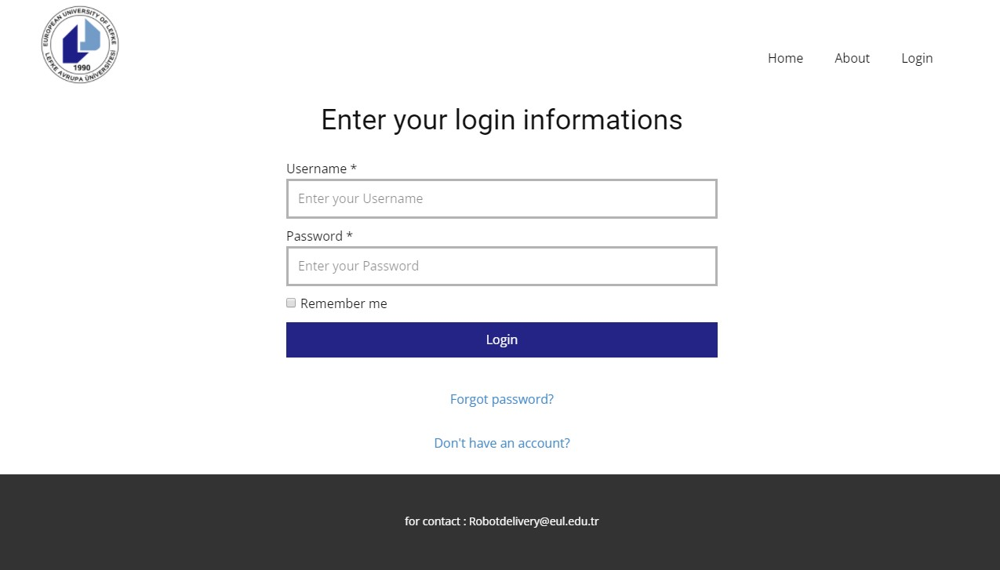 EUROPEAN UNIVERSITY OF LEFKE
LEFKE AVRUPA ÜNİVERSİTESİ
1990
Home About Login
Enter your login informations
Username *
Enter your Username
Password *
Enter your Password
Remember me
Login
Forgot password?
Don't have an account?
for contact : Robotdelivery@eul.edu.tr